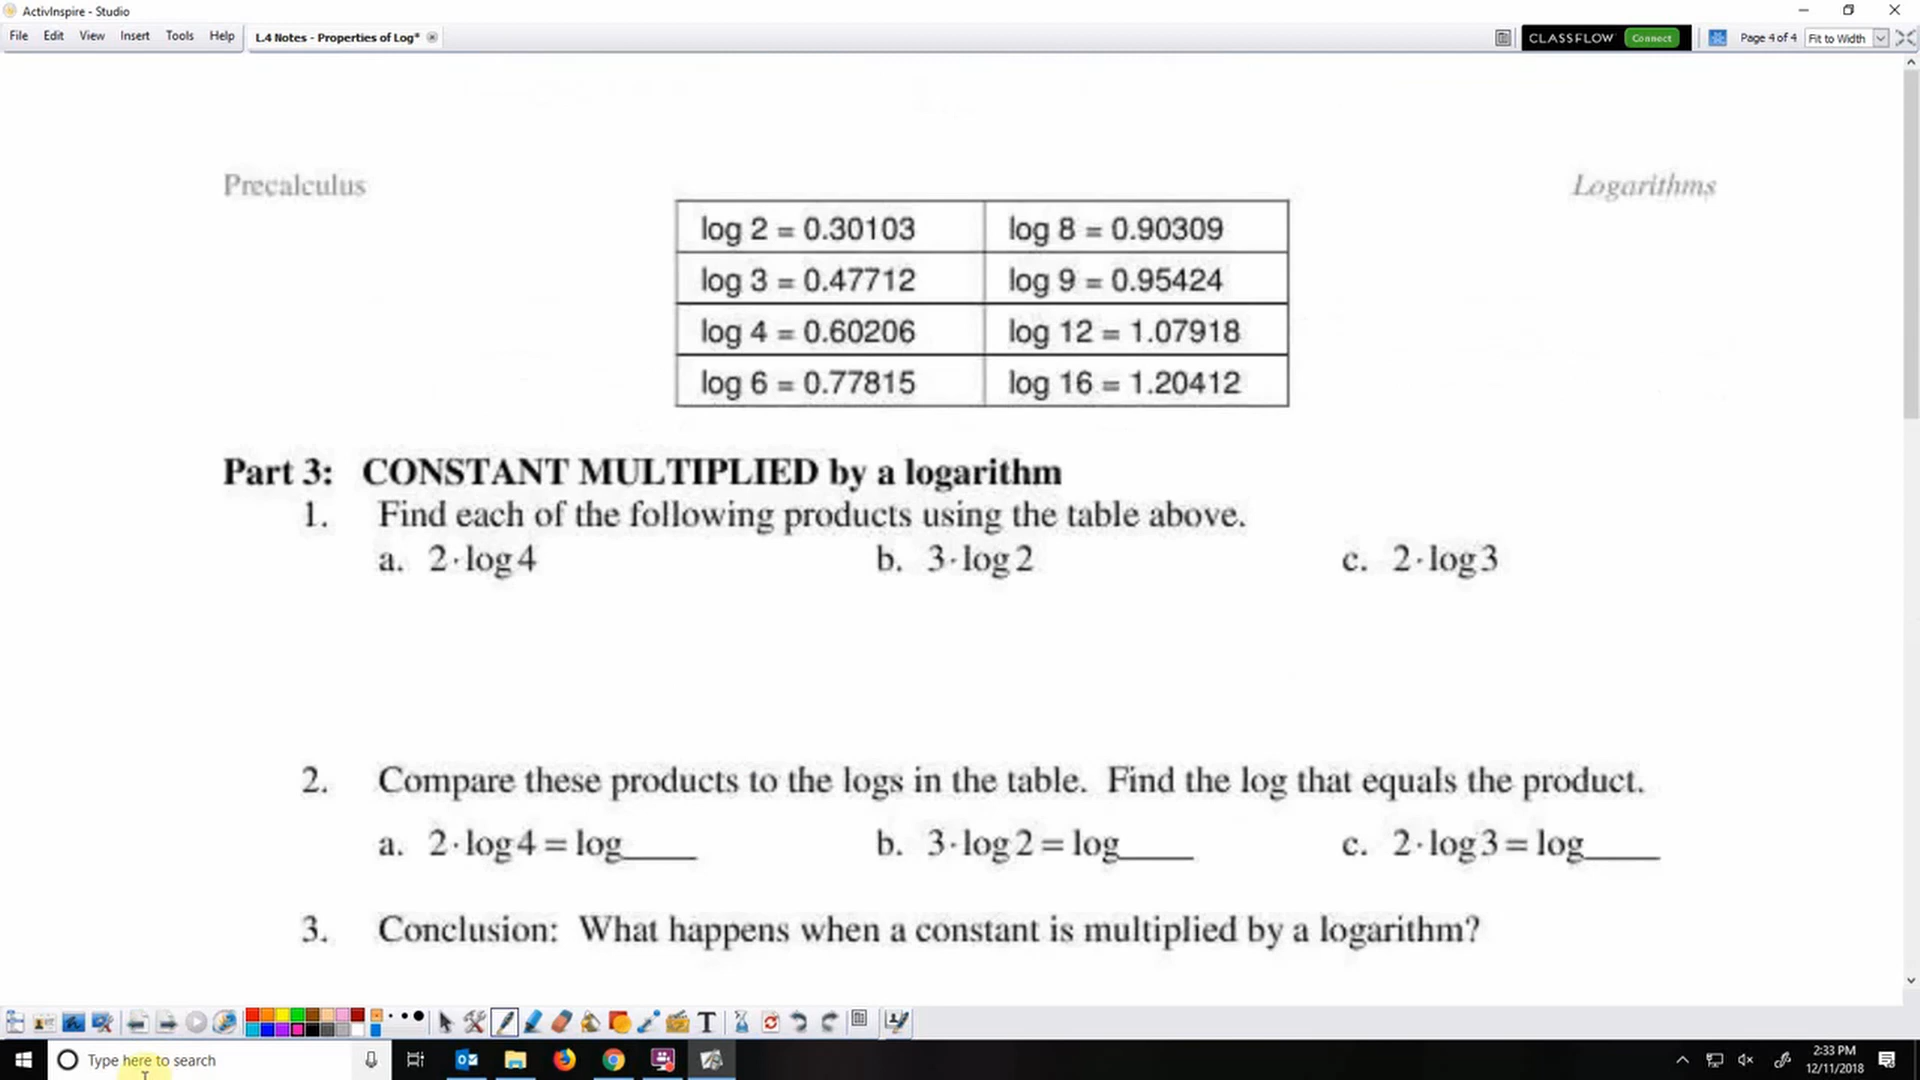 ActivInspire - Studio
File Edit View Insert Tools Help L.4 Notes - Properties of Log* CLASSFLOW Connect Page 4 of 4 Fit to Width
Precalculus Logarithms
log 2 = 0.30103 log 8 = 0.90309
log 3 = 0.47712 log 9 = 0.95424
log 4 = 0.60206 log 12 = 1.07918
log 6 = 0.77815 log 16 = 1.20412
Part 3: CONSTANT MULTIPLIED by a logarithm
1. Find each of the following products using the table above.
a. 2·log4 b. 3·log2 c. 2·log3
2. Compare these products to the logs in the table. Find the log that equals the product.
a. 2·log4 = log____ b. 3·log2 = log____ c. 2·log3 = log____
3. Conclusion: What happens when a constant is multiplied by a logarithm?
Type here to search
2:33 PM
12/11/2018